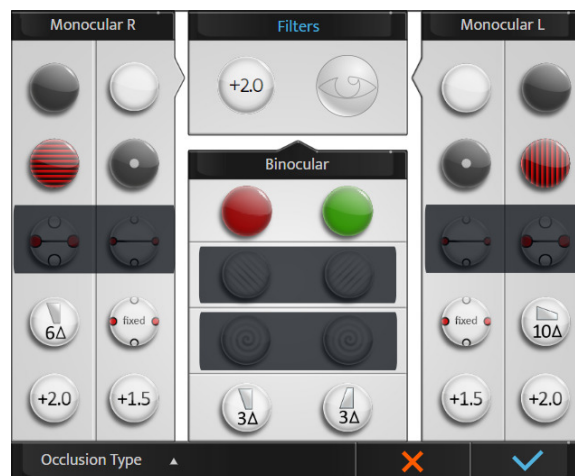 Monocular R
Filters
Monocular L
+2.0
Binocular
6Δ
fixed
fixed
10Δ
+2.0
+1.5
3Δ
3Δ
+1.5
+2.0
Occlusion Type ▲